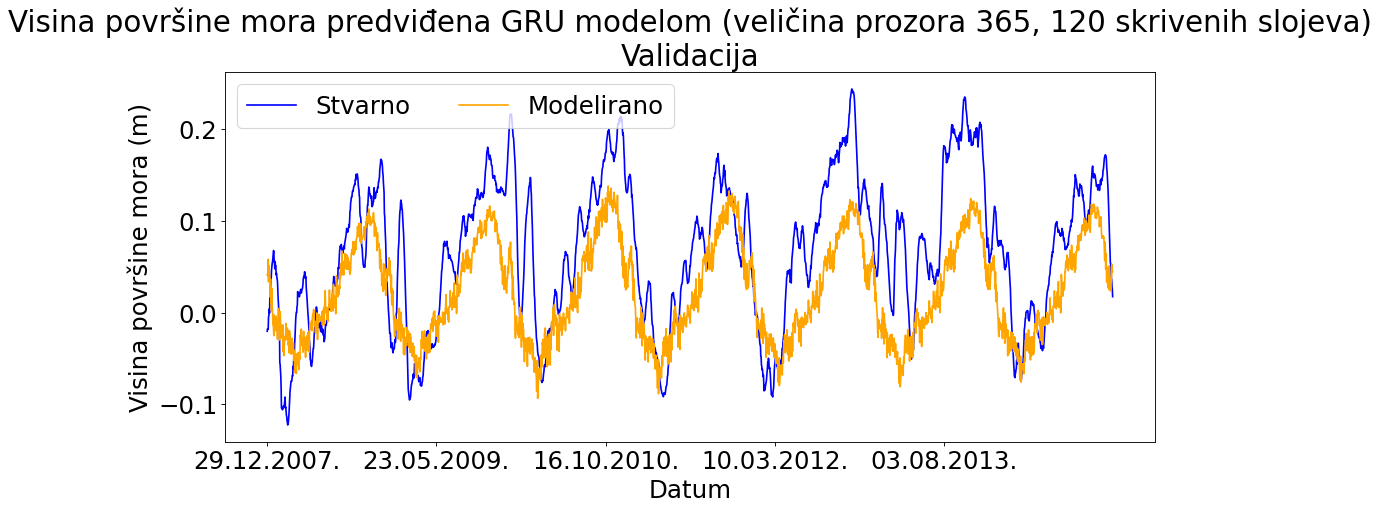 Visina površine mora predviđena GRU modelom (veličina prozora 365, 120 skrivenih slojeva)
Validacija
Stvarno
Modelirano
Visina površine mora (m)
0.2
0.1
0.0
−0.1
29.12.2007.
23.05.2009.
16.10.2010.
10.03.2012.
03.08.2013.
Datum